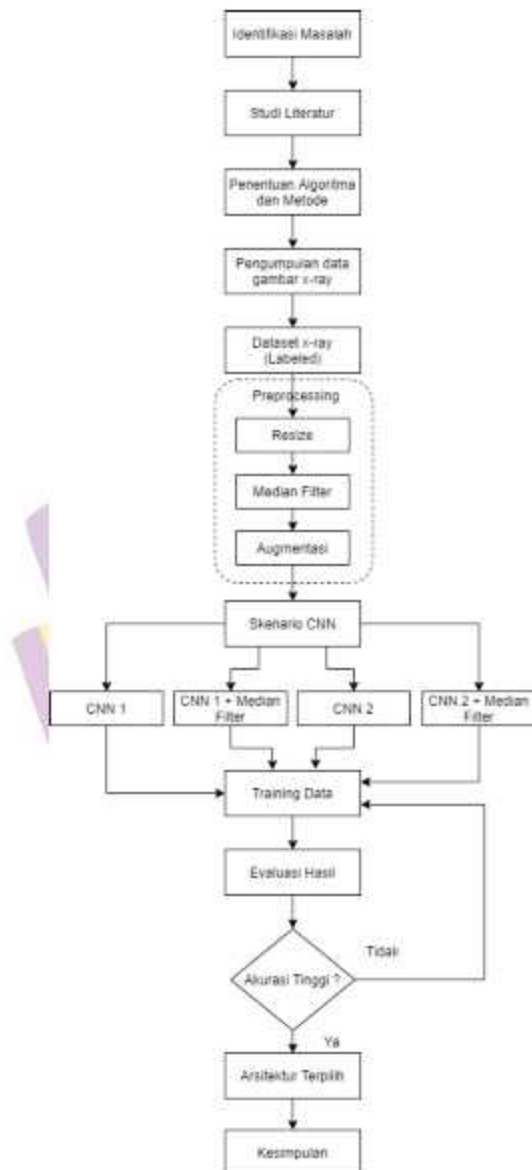 Identifikasi Masalah
Studi Literatur
Penentuan Algoritma
dan Metode
Pengumpulan data
gambar x-ray
Dataset x-ray
(Labeled)
Preprocessing
Resize
Median Filter
Augmentasi
Skenario CNN
CNN 1
CNN 1 + Median
Filter
CNN 2
CNN 2 + Median
Filter
Training Data
Evaluasi Hasil
Akurasi Tinggi ?
Tidak
Ya
Arsitektur Terpilih
Kesimpulan